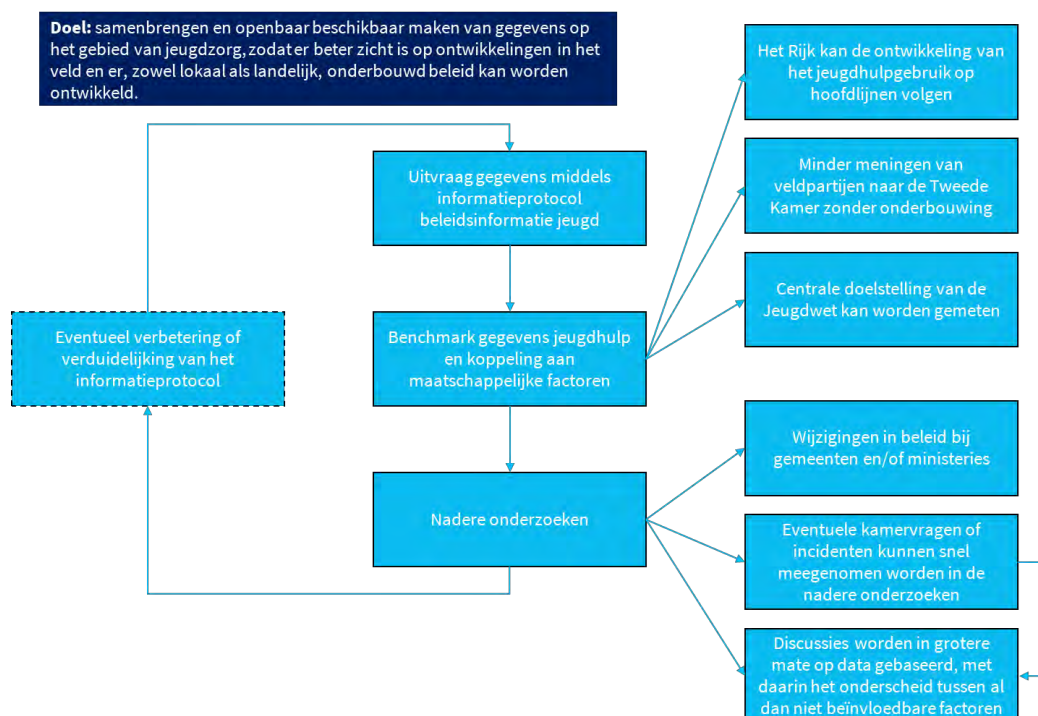 Doel: samenbrengen en openbaar beschikbaar maken van gegevens op
het gebied van jeugdzorg, zodat er beter zicht is op ontwikkelingen in het
veld en er, zowel lokaal als landelijk, onderbouwd beleid kan worden
ontwikkeld.
Het Rijk kan de ontwikkeling van
het jeugdhulpgebruik op
hoofdlijnen volgen
Uitvraag gegevens middels
informatieprotocol
beleidsinformatie jeugd
Minder meningen van
veldpartijen naar de Tweede
Kamer zonder onderbouwing
Centrale doelstelling van de
Jeugdwet kan worden gemeten
Eventueel verbetering of
verduidelijking van het
informatieprotocol
Benchmark gegevens jeugdhulp
en koppeling aan
maatschappelijke factoren
Wijzigingen in beleid bij
gemeenten en/of ministeries
Nadere onderzoeken
Eventuele kamervragen of
incidenten kunnen snel
meegenomen worden in de
nadere onderzoeken
Discussies worden in grotere
mate op data gebaseerd, met
daarin het onderscheid tussen al
dan niet beïnvloedbare factoren